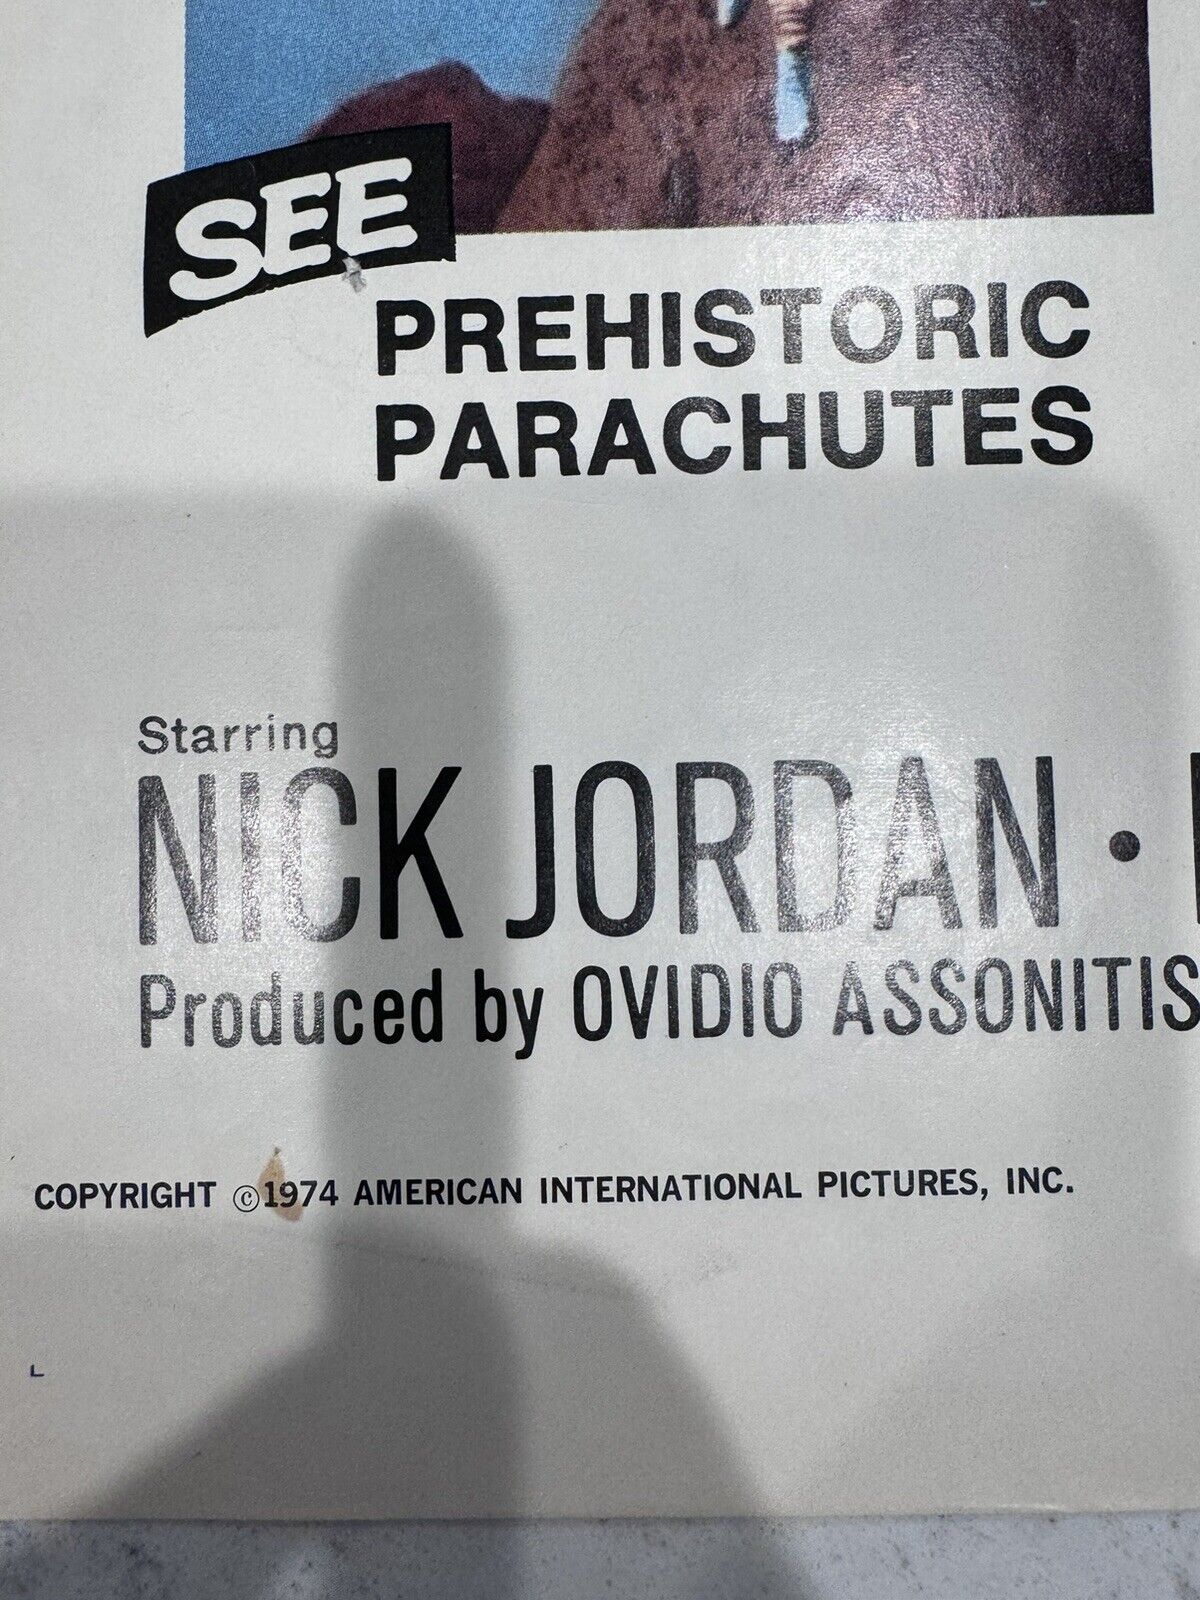 SEE
PREHISTORIC
PARACHUTES
Starring
NICK JORDAN •
Produced by OVIDIO ASSONITIS
COPYRIGHT ©1974 AMERICAN INTERNATIONAL PICTURES, INC.